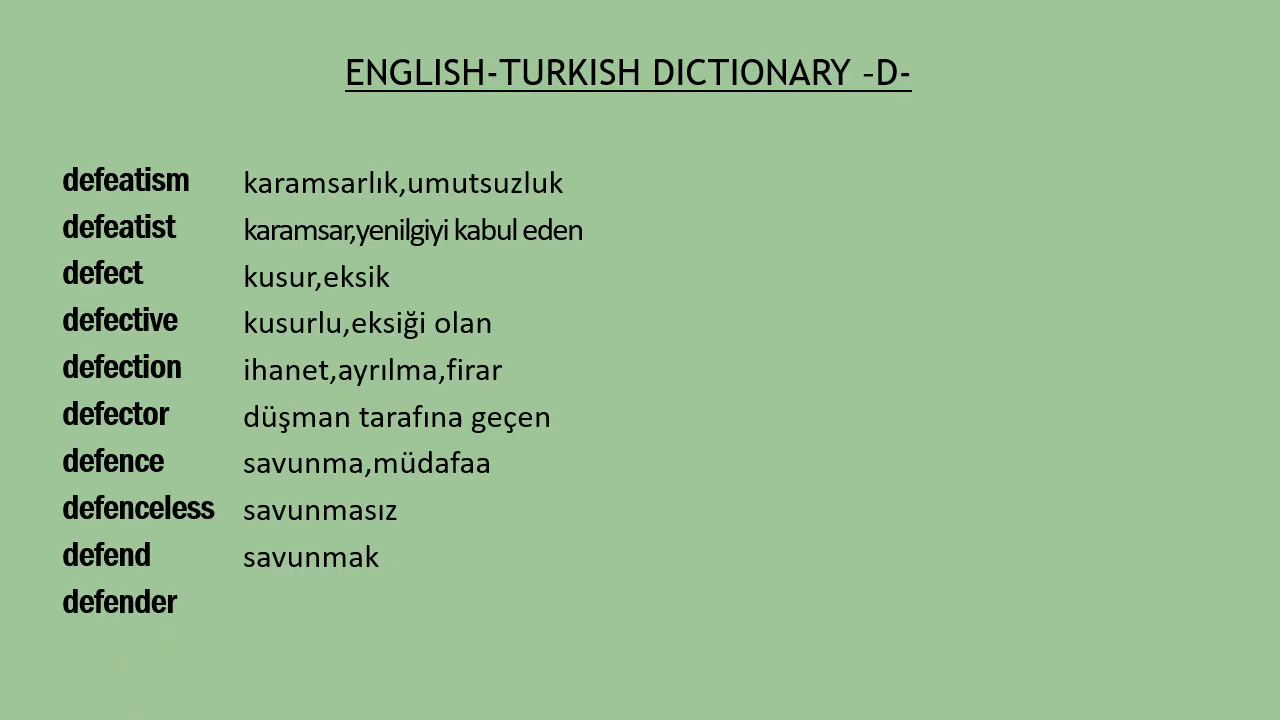 ENGLISH-TURKISH DICTIONARY –D-
defeatism karamsarlık,umutsuzluk
defeatist karamsar,yenilgiyi kabul eden
defect kusur,eksik
defective kusurlu,eksiği olan
defection ihanet,ayrılma,firar
defector düşman tarafına geçen
defence savunma,müdafaa
defenceless savunmasız
defend savunmak
defender